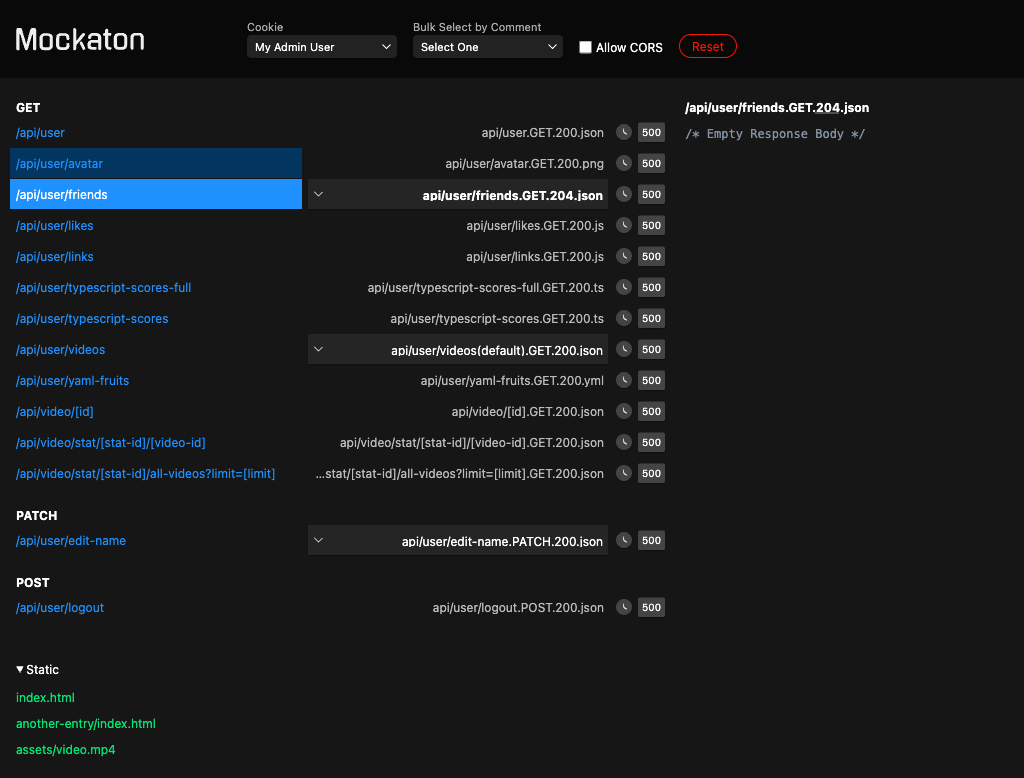 Mockaton
Cookie
My Admin User
Bulk Select by Comment
Select One
Allow CORS
Reset
GET
/api/user api/user.GET.200.json 500
/api/user/avatar api/user/avatar.GET.200.png 500
/api/user/friends api/user/friends.GET.204.json 500
/api/user/likes api/user/likes.GET.200.js 500
/api/user/links api/user/links.GET.200.js 500
/api/user/typescript-scores-full api/user/typescript-scores-full.GET.200.ts 500
/api/user/typescript-scores api/user/typescript-scores.GET.200.ts 500
/api/user/videos api/user/videos(default).GET.200.json 500
/api/user/yaml-fruits api/user/yaml-fruits.GET.200.yml 500
/api/video/[id] api/video/[id].GET.200.json 500
/api/video/stat/[stat-id]/[video-id] api/video/stat/[stat-id]/[video-id].GET.200.json 500
/api/video/stat/[stat-id]/all-videos?limit=[limit] ...stat/[stat-id]/all-videos?limit=[limit].GET.200.json 500
PATCH
/api/user/edit-name api/user/edit-name.PATCH.200.json 500
POST
/api/user/logout api/user/logout.POST.200.json 500
Static
index.html
another-entry/index.html
assets/video.mp4
/api/user/friends.GET.204.json
/* Empty Response Body */